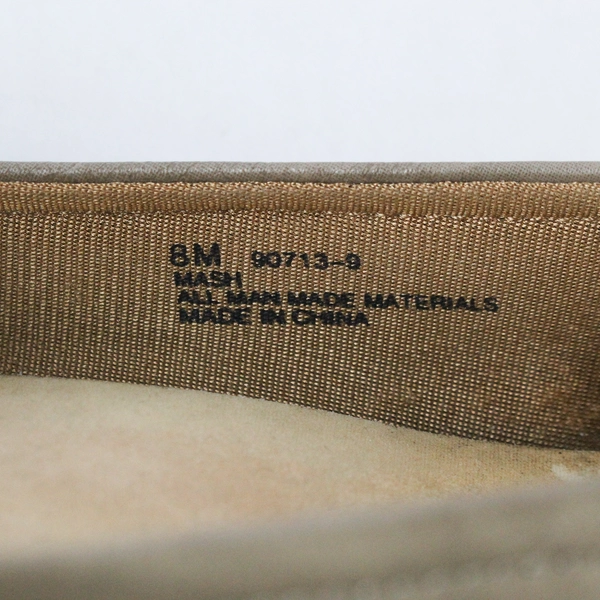 8M 90713-9
MASH
ALL MAN MADE MATERIALS
MADE IN CHINA